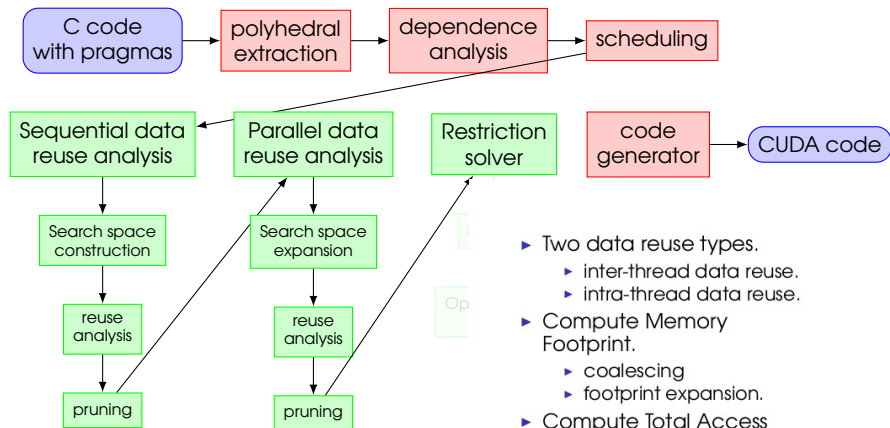 C code
with pragmas
polyhedral
extraction
dependence
analysis
scheduling
Sequential data
reuse analysis
Parallel data
reuse analysis
Restriction
solver
code
generator
CUDA code
Search space
construction
Search space
expansion
reuse
analysis
reuse
analysis
pruning
pruning
Op
► Two data reuse types.
► inter-thread data reuse.
► intra-thread data reuse.
► Compute Memory
Footprint.
► coalescing
► footprint expansion.
► Compute Total Access